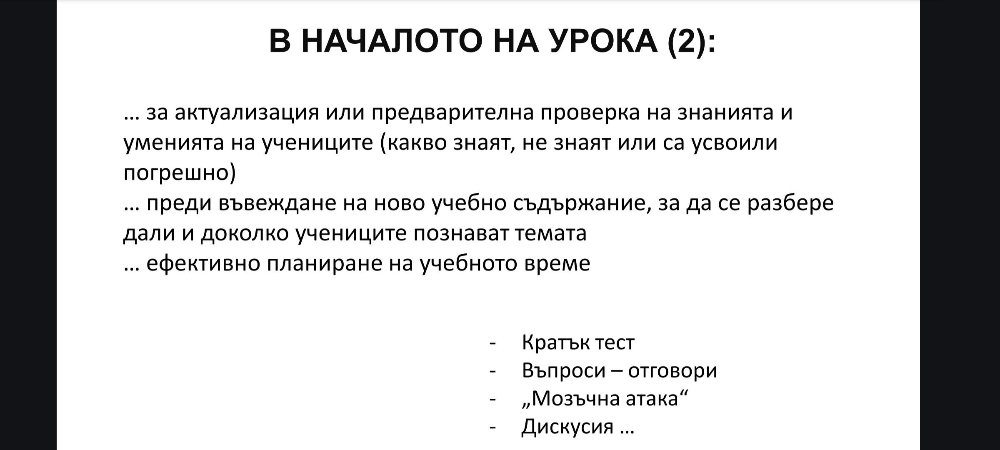 В НАЧАЛОТО НА УРОКА (2):
... за актуализация или предварителна проверка на знанията и
уменията на учениците (какво знаят, не знаят или са усвоили
погрешно)
... преди въвеждане на ново учебно съдържание, за да се разбере
дали и доколко учениците познават темата
... ефективно планиране на учебното време
- Кратък тест
- Въпроси – отговори
- „Мозъчна атака“
- Дискусия ...